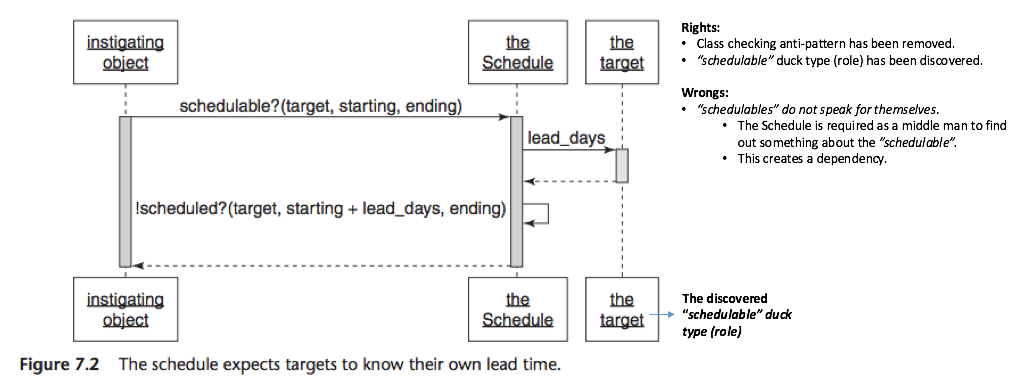 instigating
object
the
Schedule
the
target
schedulable?(target, starting, ending)
lead_days
!scheduled?(target, starting + lead_days, ending)
instigating
object
the
Schedule
the
target
Figure 7.2 The schedule expects targets to know their own lead time.
Rights:
• Class checking anti-pattern has been removed.
• "schedulable" duck type (role) has been discovered.
Wrongs:
• "schedulables" do not speak for themselves.
• The Schedule is required as a middle man to find
out something about the "schedulable".
• This creates a dependency.
The discovered
"schedulable" duck
type (role)